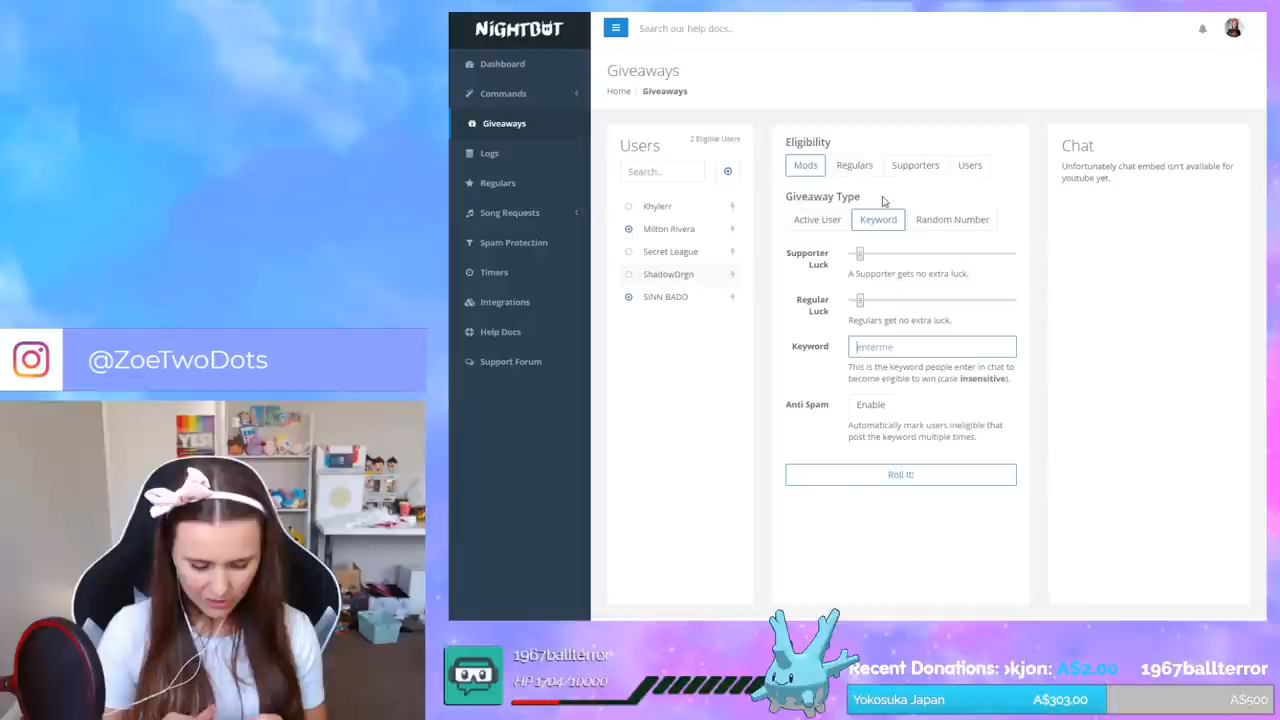 NIGHTBOT
Search our help docs..
Dashboard
Commands
Giveaways
Logs
Regulars
Song Requests
Spam Protection
Timers
Integrations
Help Docs
Support Forum
Giveaways
Home
Giveaways
Users
2 Eligible Users
Search..
Khylerr
Milton Rivera
Secret League
ShadowDrgn
SINN BADD
Eligibility
Mods
Regulars
Supporters
Users
Giveaway Type
Active User
Keyword
Random Number
Supporter
Luck
A Supporter gets no extra luck.
Regular
Luck
Regulars get no extra luck.
Keyword
enterme
This is the keyword people enter in chat to
become eligible to win (case insensitive).
Anti Spam
Enable
Automatically mark users ineligible that
post the keyword multiple times.
Roll It!
Chat
Unfortunately chat embed isn't available for
youtube yet.
@ZoeTwoDots
1967ballterror
HP 1704/10000
Recent Donations: kjon: A$2.00 1967ballterror
Yokosuka Japan A$303.00 A$500